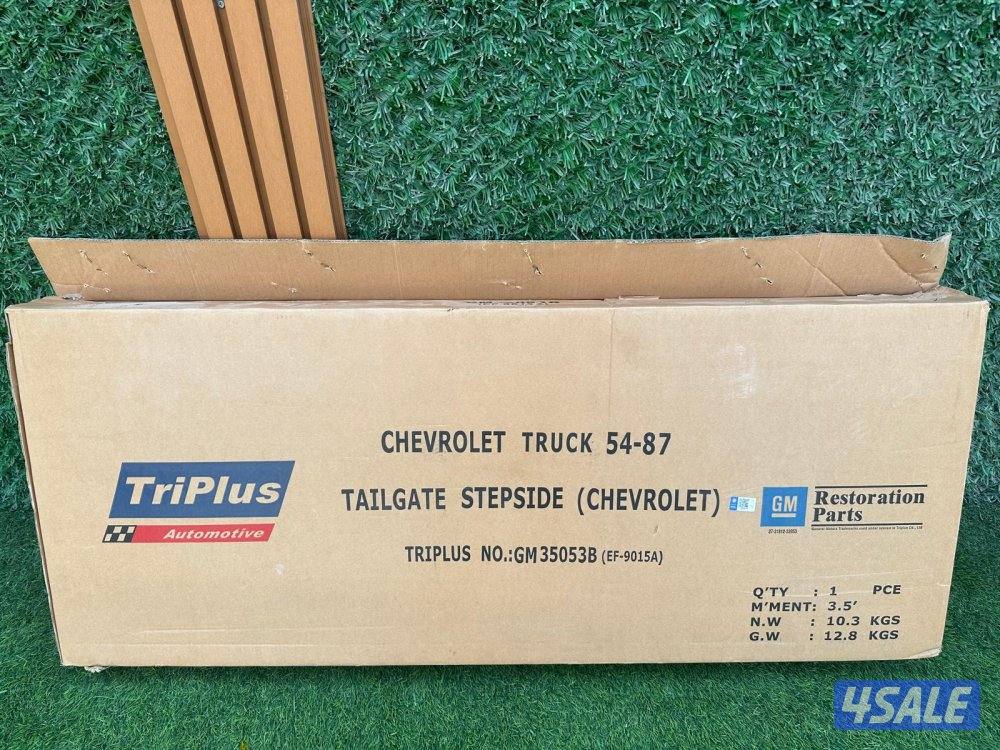 CHEVROLET TRUCK 54-87
TriPlus
Automotive
TAILGATE STEPSIDE (CHEVROLET)
GM
Restoration
Parts
TRIPLUS NO.:GM35053B (EF-9015A)
Q'TY : 1 PCE
M'MENT: 3.5'
N.W : 10.3 KGS
G.W : 12.8 KGS
4SALE